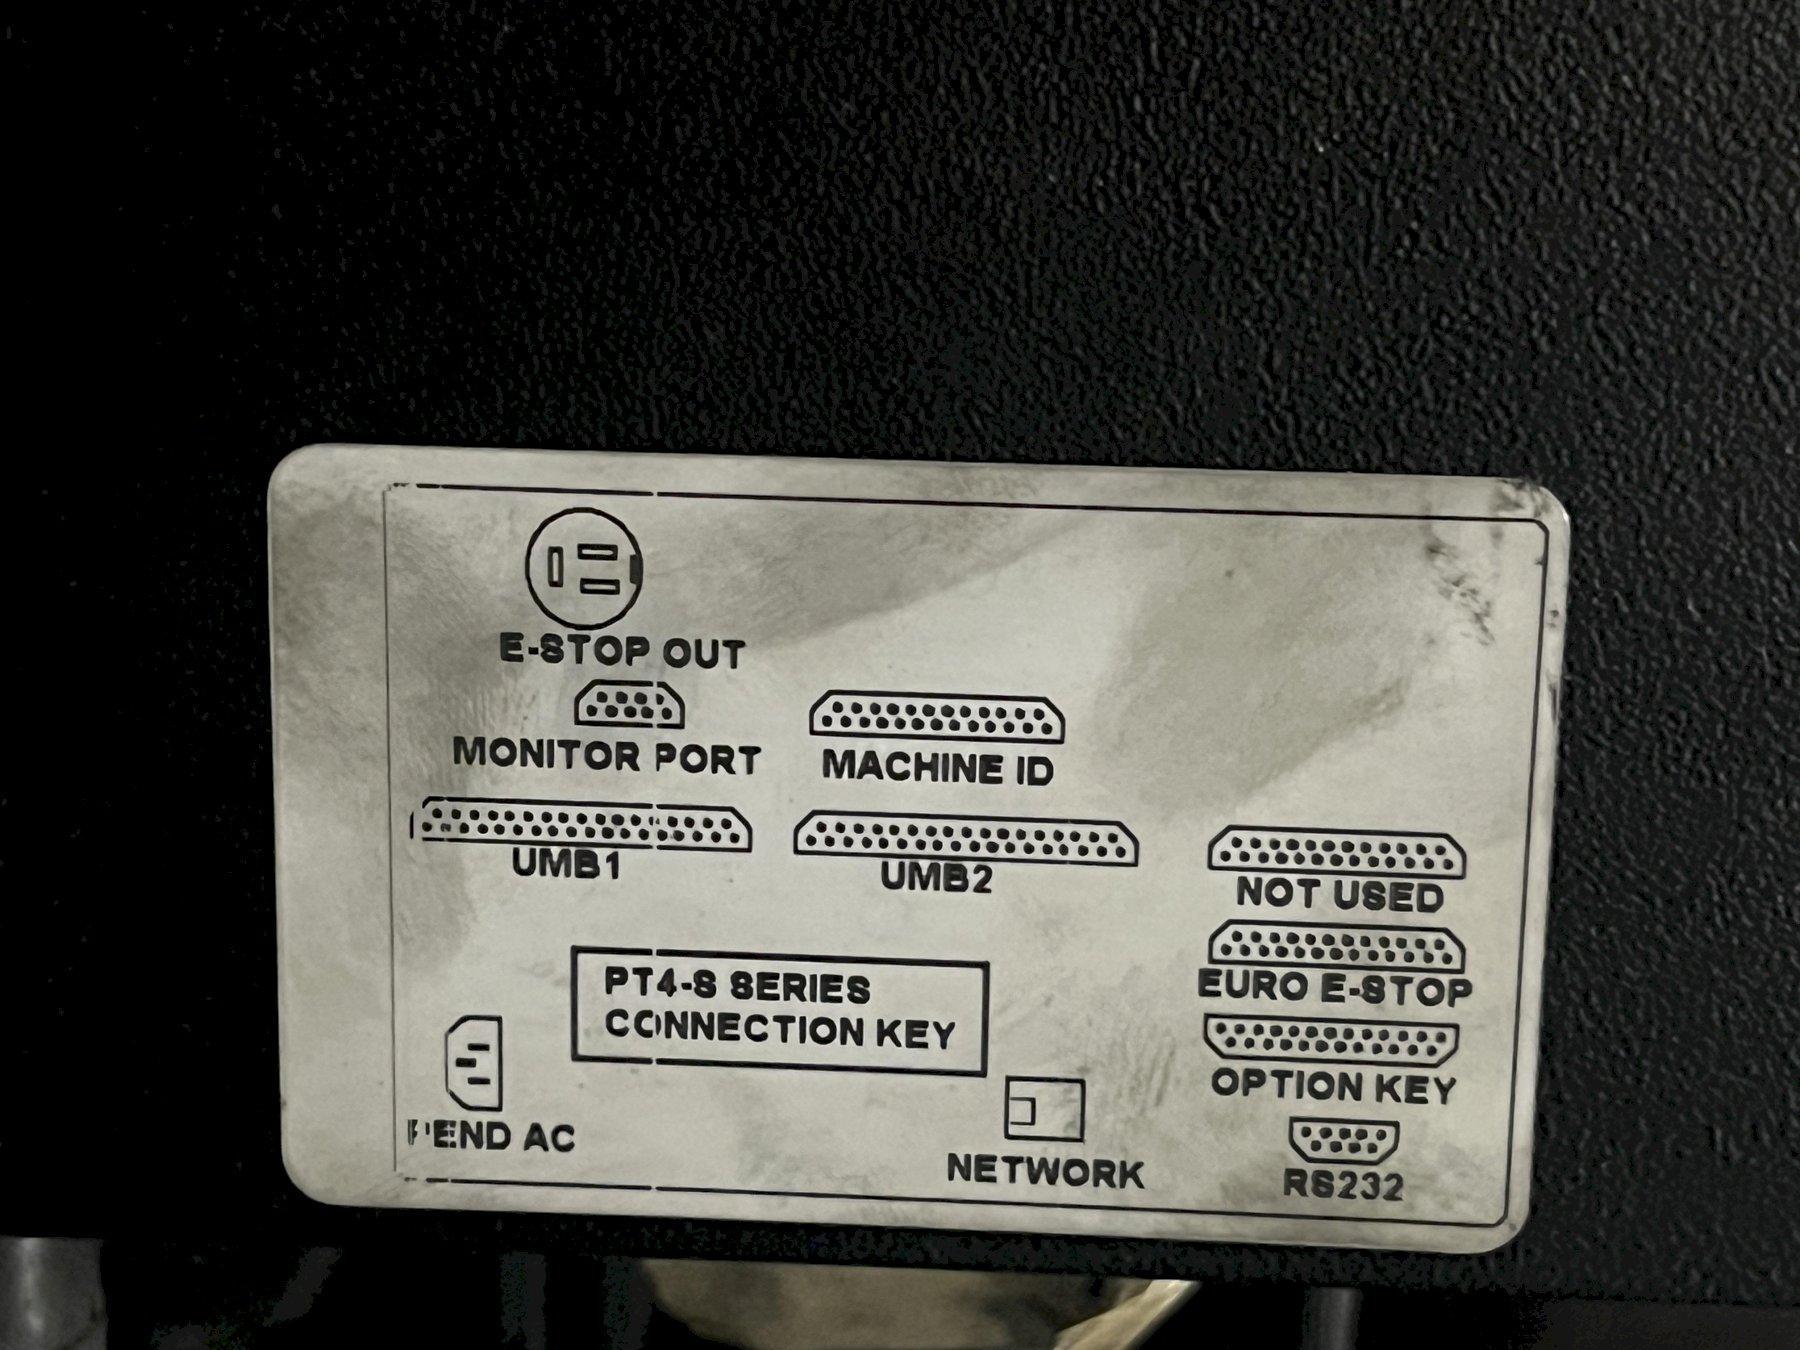 E-STOP OUT
MONITOR PORT
MACHINE ID
UMB1
UMB2
NOT USED
EURO E-STOP
PT4-S SERIES
CONNECTION KEY
OPTION KEY
PEND AC
NETWORK
RS232